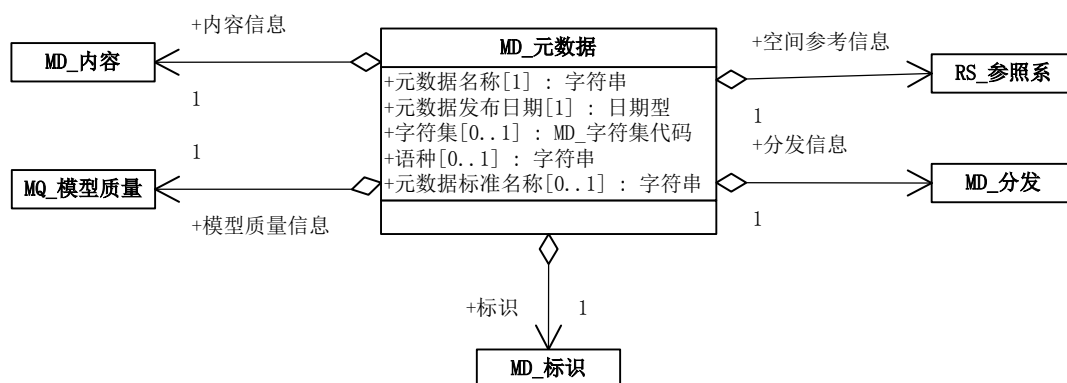 +内容信息
MD_内容
1
1
MQ_模型质量
+模型质量信息
MD_元数据
+元数据名称[1] : 字符串
+元数据发布日期[1] : 日期型
+字符集[0..1] : MD_字符集代码
+语种[0..1] : 字符串
+元数据标准名称[0..1] : 字符串
+空间参考信息
RS_参照系
1
+分发信息
MD_分发
1
+标识
1
MD_标识